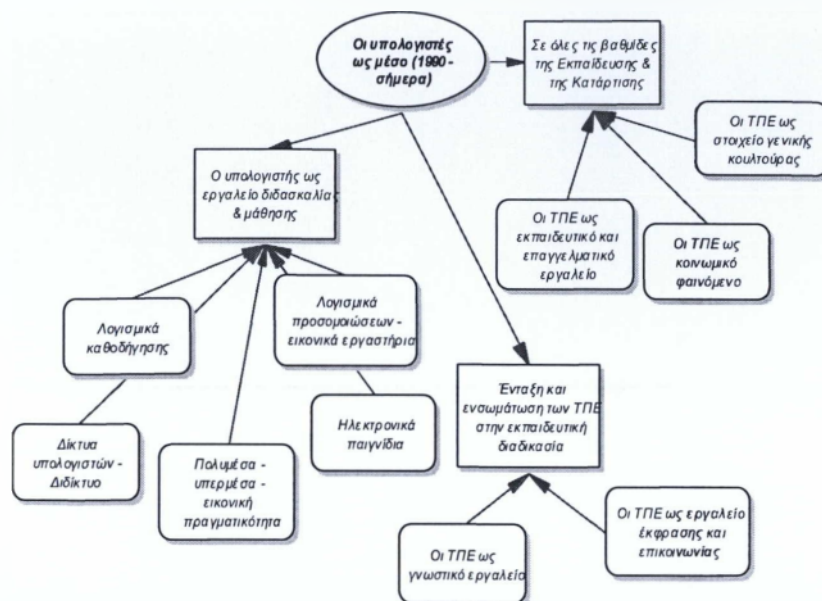 Οι υπολογιστές
ως μέσο (1990 -
σήμερα)
Σε όλες τις βαθμίδες
της Εκπαίδευσης &
της Κατάρτισης
Οι ΤΠΕ ως
στοιχείο γενικής
κουλτούρας
Ο υπολογιστής ως
εργαλείο διδασκαλίας
& μάθησης
Οι ΤΠΕ ως
εκπαιδευτικό και
επαγγελματικό
εργαλείο
Οι ΤΠΕ ως
κοινωμικό
φαινόμενο
Λογισμικά
καθοδήγησης
Λογισμικά
προσομοιώσεων -
εικονικά εργαστήρια
Ένταξη και
ενσωμάτωση των ΤΠΕ
στην εκπαιδευτική
διαδικασία
Δίκτυα
υπολογιστών -
Διδίκτυο
Πολυμέσα -
υπερμέσα -
εικονική
πραγματικότητα
Ηλεκτρονικά
παιγνίδια
Οι ΤΠΕ ως
γνωστικό εργαλείο
Οι ΤΠΕ ως εργαλείο
έκφρασης και
επικοινωνίας